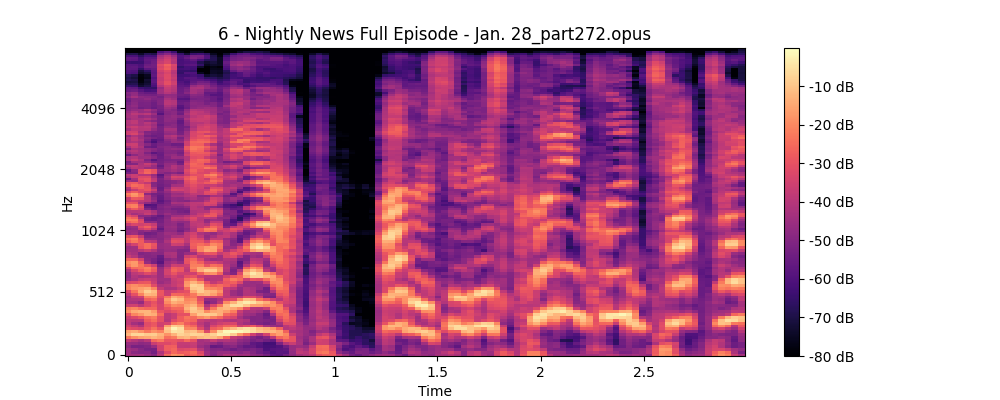 6 - Nightly News Full Episode - Jan. 28_part272.opus
Hz
4096
2048
1024
512
0
0
0.5
1
1.5
2
2.5
Time
-10 dB
-20 dB
-30 dB
-40 dB
-50 dB
-60 dB
-70 dB
-80 dB